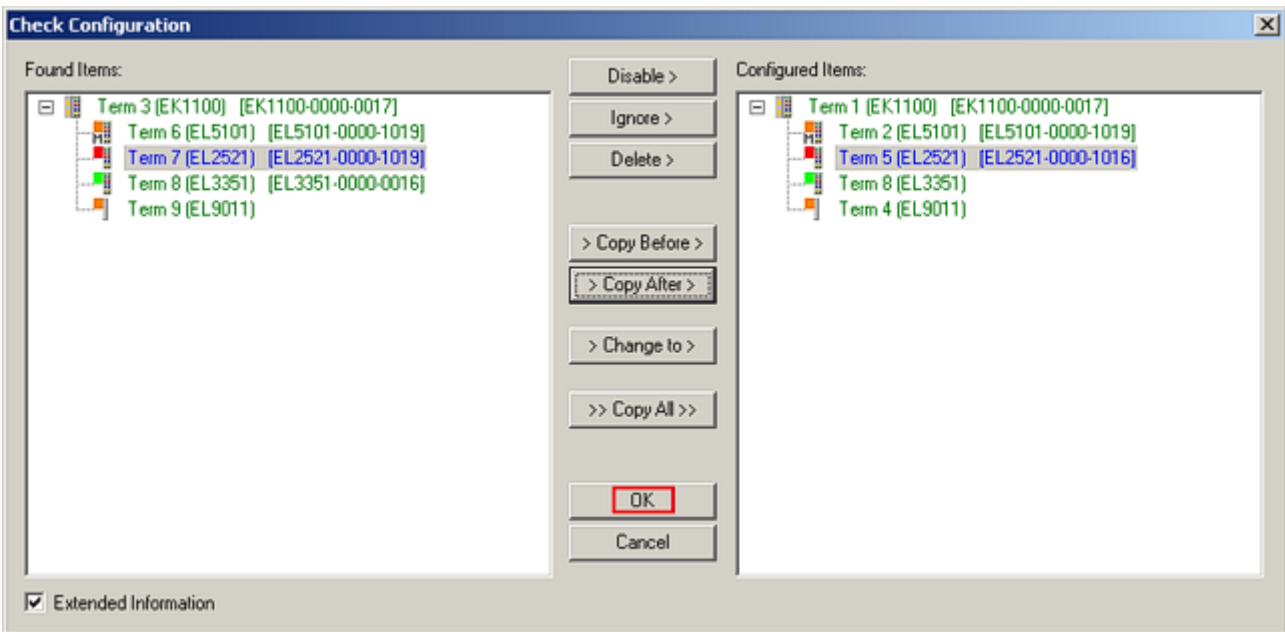 Check Configuration
Found Items:
Term 3 (EK1100) [EK1100-0000-0017]
Term 6 (EL5101) [EL5101-0000-1019]
Term 7 (EL2521) [EL2521-0000-1019]
Term 8 (EL3351) [EL3351-0000-0016]
Term 9 (EL9011)
Disable >
Ignore >
Delete >
> Copy Before >
> Copy After >
> Change to >
>> Copy All >>
OK
Cancel
Configured Items:
Term 1 (EK1100) [EK1100-0000-0017]
Term 2 (EL5101) [EL5101-0000-1019]
Term 5 (EL2521) [EL2521-0000-1016]
Term 8 (EL3351)
Term 4 (EL9011)
Extended Information